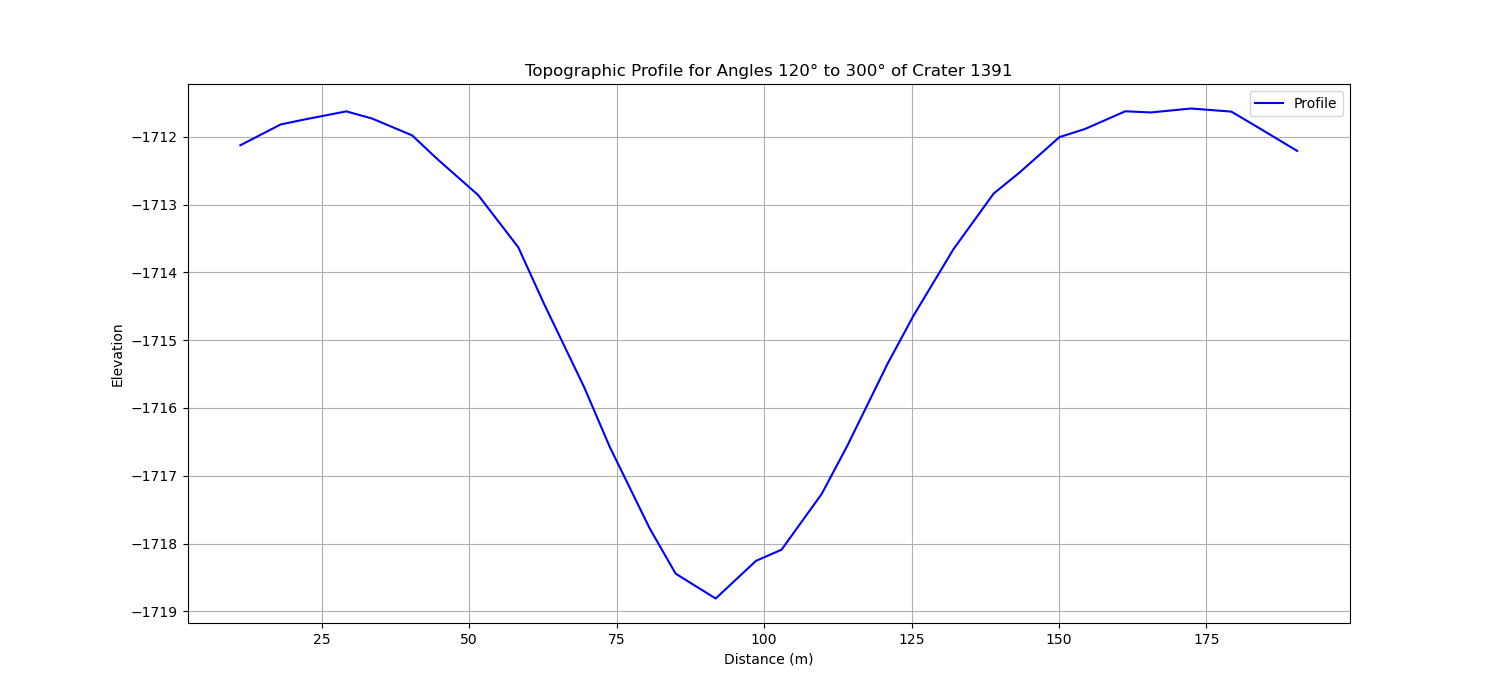 Topographic Profile for Angles 120° to 300° of Crater 1391
Profile
−1712
−1713
−1714
−1715
−1716
−1717
−1718
−1719
Elevation
25 50 75 100 125 150 175
Distance (m)